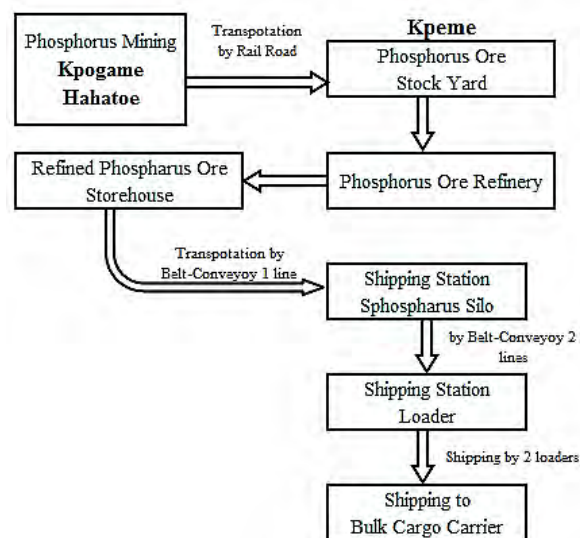 Phosphorus Mining
Kpogame
Hahatoe
Transpotation
by Rail Road
Kpeme
Phosphorus Ore
Stock Yard
Refined Phospharus Ore
Storehouse
Phosphorus Ore Refinery
Transpotation by
Belt-Conveyoy 1 line
Shipping Station
Sphospharus Silo
by Belt-Conveyoy 2
lines
Shipping Station
Loader
Shipping by 2 loaders
Shipping to
Bulk Cargo Carrier